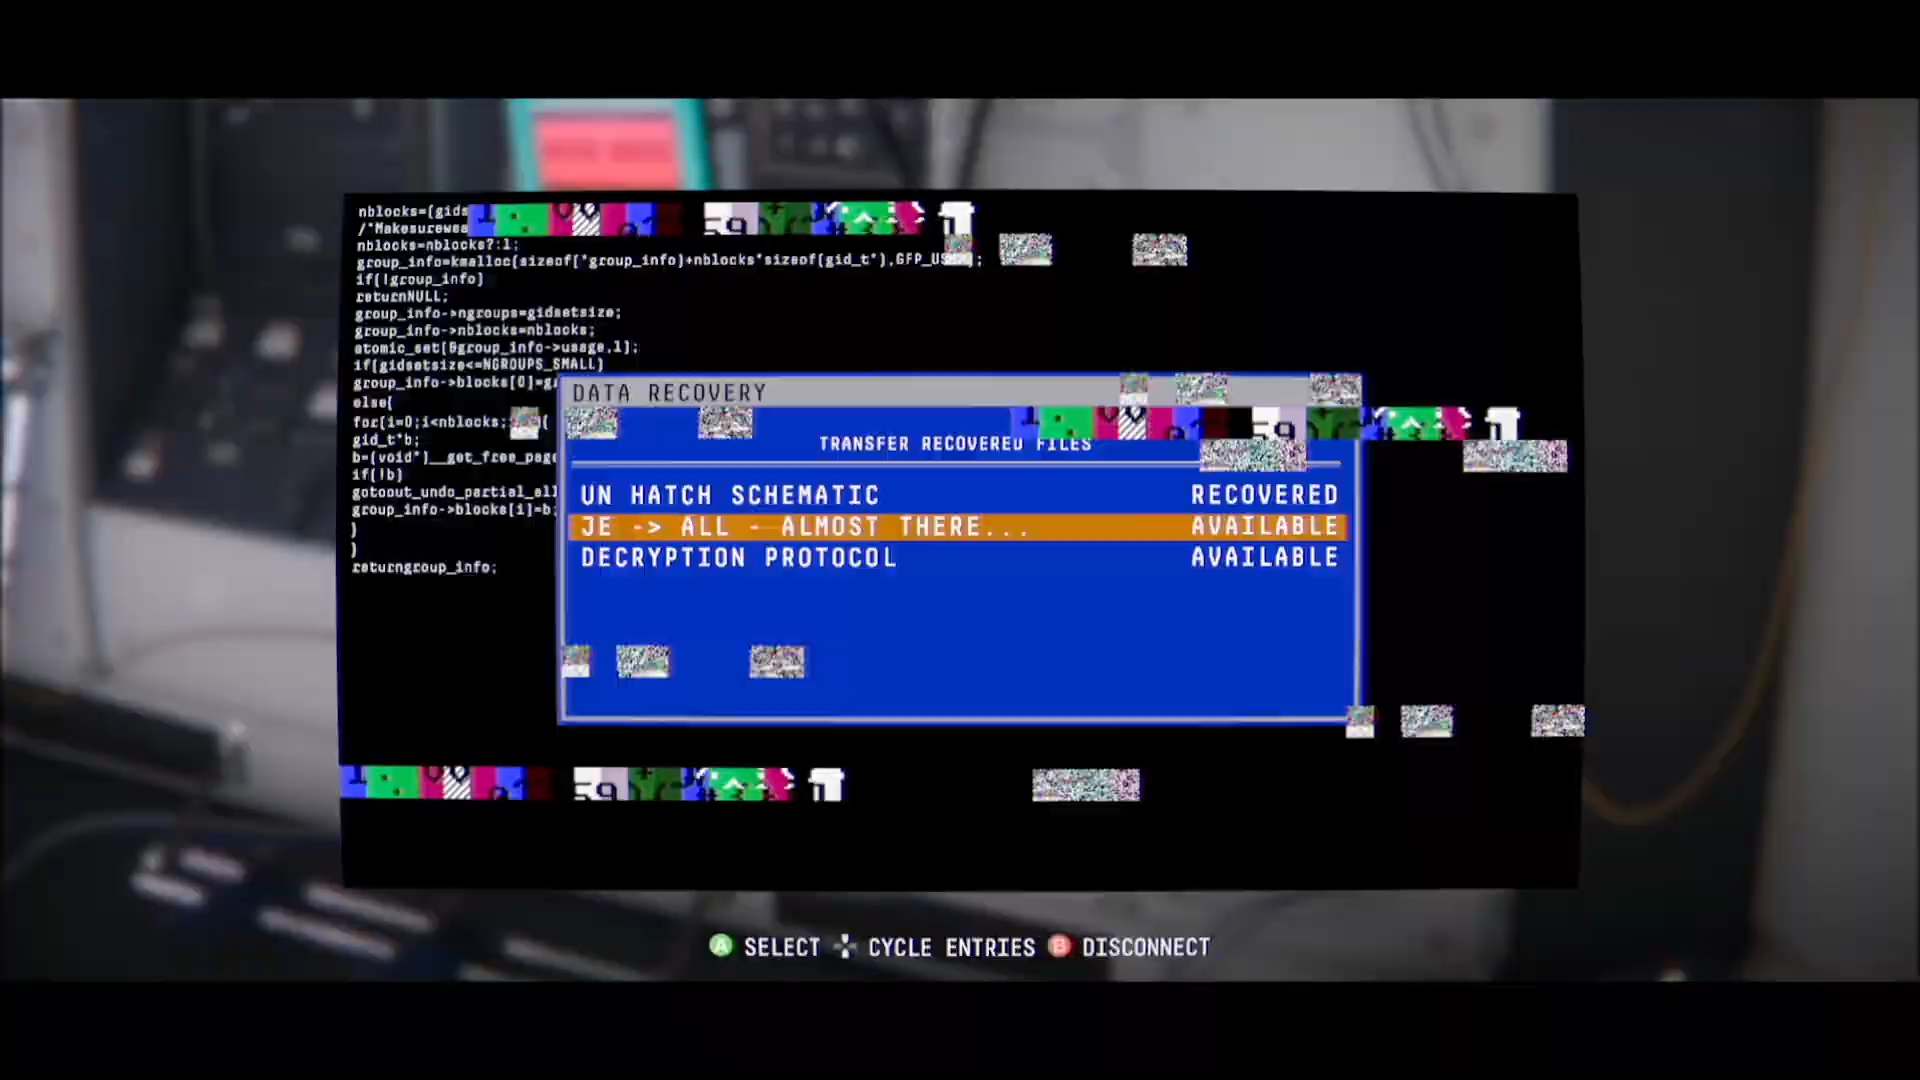 nblocks=(gids
/*Makesurewea
nblocks=nblocks?:1;
group_info=kmalloc(sizeof(*group_info)+nblocks*sizeof(gid_t*),GFP_US
if(!group_info)
returnNULL;
group_info->ngroups=gidsetsize;
group_info->nblocks=nblocks;
atomic_set(&group_info->usage,1);
if(gidsetsize<=NGROUPS_SMALL)
group_info->blocks[0]=g
else{
for(i=0;i<nblocks;
gid_t*b;
b=(void*)__get_free_page
if(!b)
gotoout_undo_partial_all
group_info->blocks[i]=b;
}
}
returngroup_info;
DATA RECOVERY
TRANSFER RECOVERED FILES
UN HATCH SCHEMATIC RECOVERED
JE -> ALL - ALMOST THERE... AVAILABLE
DECRYPTION PROTOCOL AVAILABLE
A SELECT CYCLE ENTRIES B DISCONNECT